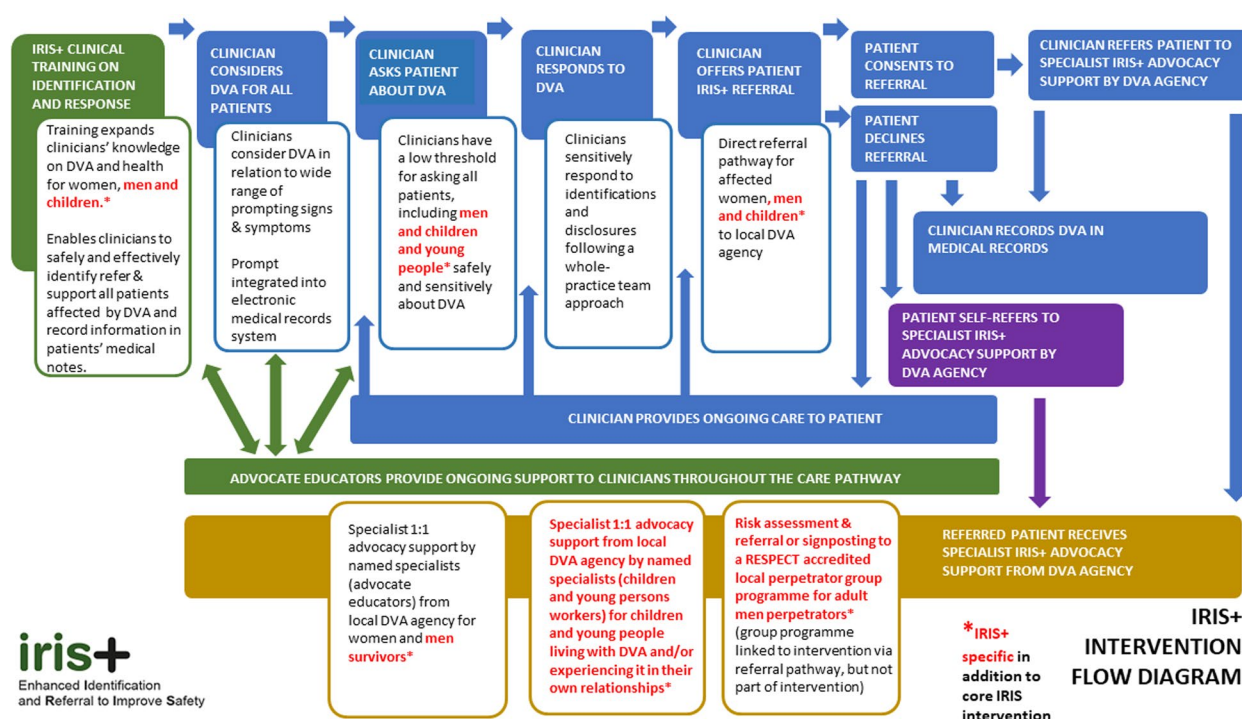 IRIS+ CLINICAL
TRAINING ON
IDENTIFICATION
AND RESPONSE
Training expands
clinicians' knowledge
on DVA and health
for women, men and
children.*
Enables clinicians to
safely and effectively
identify refer &
support all patients
affected by DVA and
record information in
patients' medical
notes.
CLINICIAN
CONSIDERS
DVA FOR ALL
PATIENTS
Clinicians
consider DVA in
relation to wide
range of
prompting signs
& symptoms
Prompt
integrated into
electronic
medical records
system
CLINICIAN
ASKS PATIENT
ABOUT DVA
Clinicians have
a low threshold
for asking all
patients,
including men
and children
and young
people* safely
and sensitively
about DVA
CLINICIAN
RESPONDS TO
DVA
Clinicians
sensitively
respond to
identifications
and
disclosures
following a
whole-
practice team
approach
CLINICIAN
OFFERS PATIENT
IRIS+ REFERRAL
Direct referral
pathway for
affected
women, men
and children*
to local DVA
agency
PATIENT
CONSENTS TO
REFERRAL
PATIENT
DECLINES
REFERRAL
CLINICIAN REFERS PATIENT TO
SPECIALIST IRIS+ ADVOCACY
SUPPORT BY DVA AGENCY
CLINICIAN RECORDS DVA IN
MEDICAL RECORDS
PATIENT SELF-REFERS TO
SPECIALIST IRIS+
ADVOCACY SUPPORT BY
DVA AGENCY
CLINICIAN PROVIDES ONGOING CARE TO PATIENT
ADVOCATE EDUCATORS PROVIDE ONGOING SUPPORT TO CLINICIANS THROUGHOUT THE CARE PATHWAY
Specialist 1:1
advocacy support by
named specialists
(advocate
educators) from
local DVA agency for
women and men
survivors*
Specialist 1:1 advocacy
support from local
DVA agency by named
specialists (children
and young persons
workers) for children
and young people
living with DVA and/or
experiencing it in their
own relationships*
Risk assessment &
referral or signposting to
a RESPECT accredited
local perpetrator group
programme for adult
men perpetrators*
(group programme
linked to intervention via
referral pathway, but not
part of intervention)
REFERRED PATIENT RECEIVES
SPECIALIST IRIS+ ADVOCACY
SUPPORT FROM DVA AGENCY
iris+
Enhanced Identification
and Referral to Improve Safety
*IRIS+
specific in
addition to
core IRIS
intervention
IRIS+
INTERVENTION
FLOW DIAGRAM